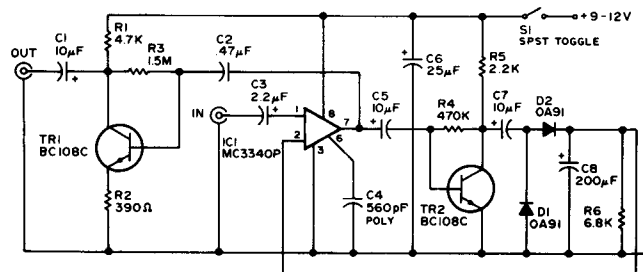 OUT
C1
10µF
+
R1
4.7K
R3
1.5M
C2
.47µF
TR1
BC108C
R2
390Ω
IN
C3
2.2µF
+
IC1
MC3340P
1
2
3
8
7
6
C4
560pF
POLY
C5
10µF
+
C6
25µF
+
R4
470K
R5
2.2K
TR2
BC108C
C7
10µF
+
D2
OA91
D1
OA91
C8
200µF
+
R6
6.8K
S1
SPST TOGGLE
+9-12V